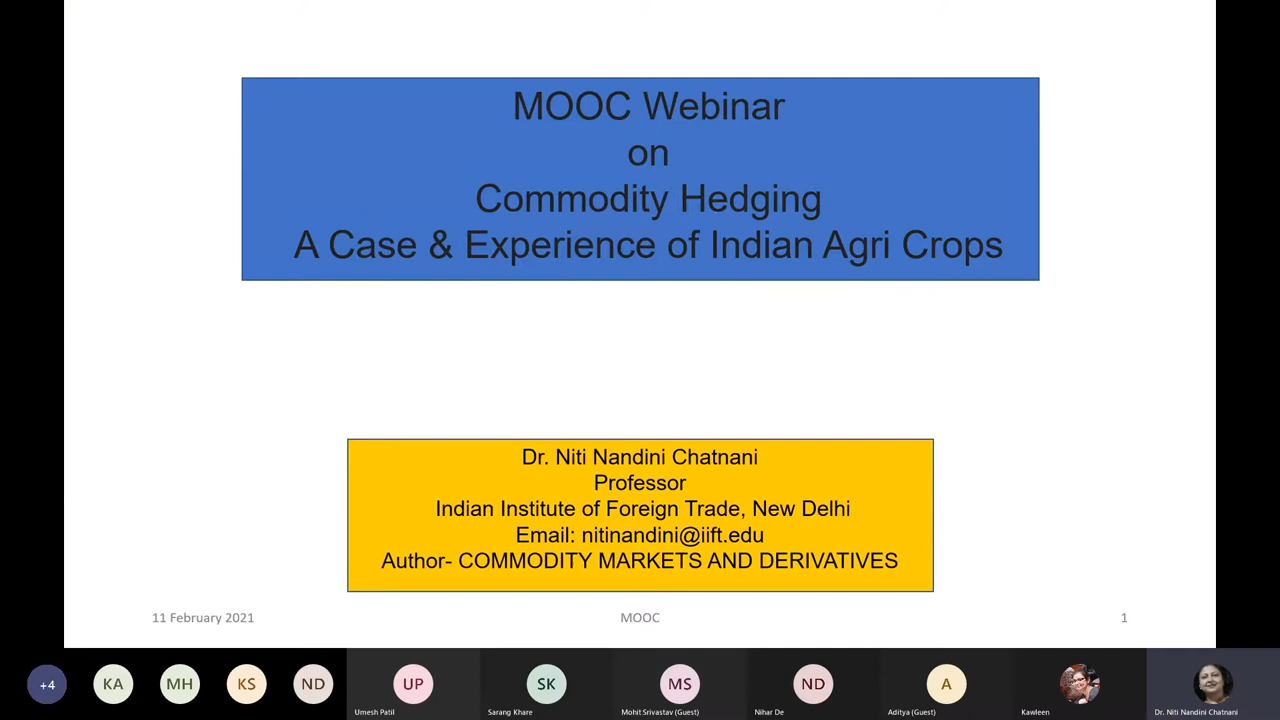 MOOC Webinar
on
Commodity Hedging
A Case & Experience of Indian Agri Crops
Dr. Niti Nandini Chatnani
Professor
Indian Institute of Foreign Trade, New Delhi
Email: nitinandini@iift.edu
Author- COMMODITY MARKETS AND DERIVATIVES
11 February 2021 MOOC 1
+4 KA MH KS ND UP SK MS ND A
Umesh Patil Sarang Khare Mohit Srivastav (Guest) Nihar De Aditya (Guest) Kawleen Dr. Niti Nandini Chatnani